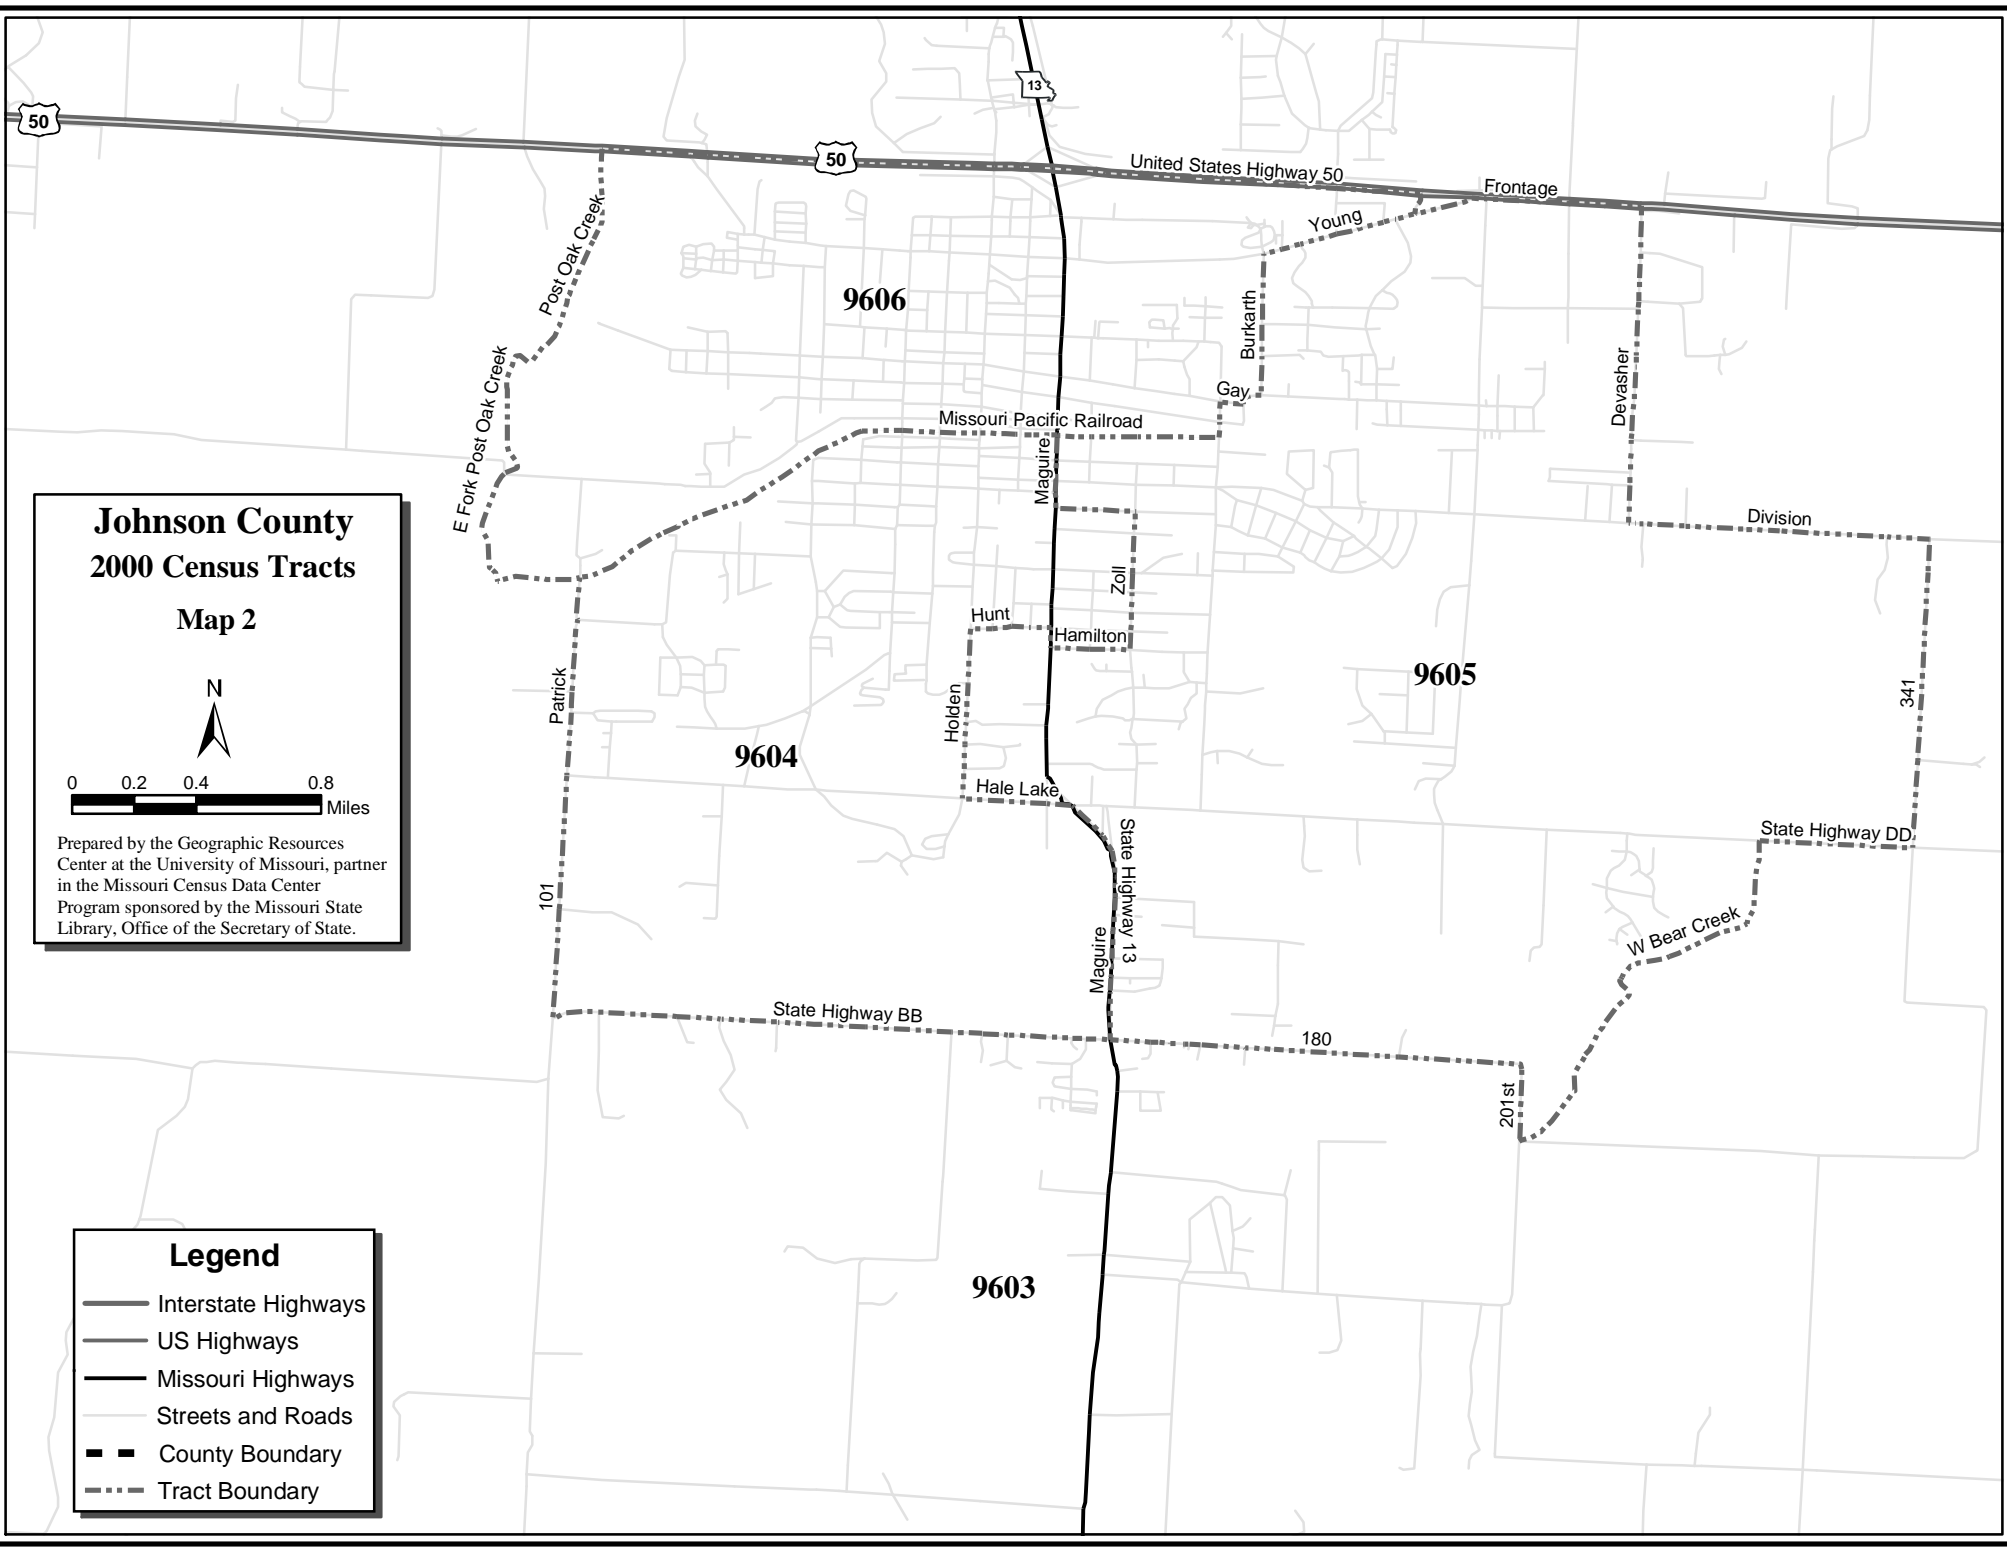 13
50
50
United States Highway 50
Frontage
Young
Post Oak Creek
9606
Burkarth
Devasher
E Fork Post Oak Creek
Gay
Missouri Pacific Railroad
Maguire
Johnson County
2000 Census Tracts
Map 2
N
0 0.2 0.4 0.8
Miles
Prepared by the Geographic Resources
Center at the University of Missouri, partner
in the Missouri Census Data Center
Program sponsored by the Missouri State
Library, Office of the Secretary of State.
Division
Zoll
Hunt
Hamilton
9605
Patrick
Holden
341
9604
Hale Lake
State Highway DD
State Highway 13
101
W Bear Creek
Maguire
State Highway BB
180
201st
9603
Legend
Interstate Highways
US Highways
Missouri Highways
Streets and Roads
County Boundary
Tract Boundary